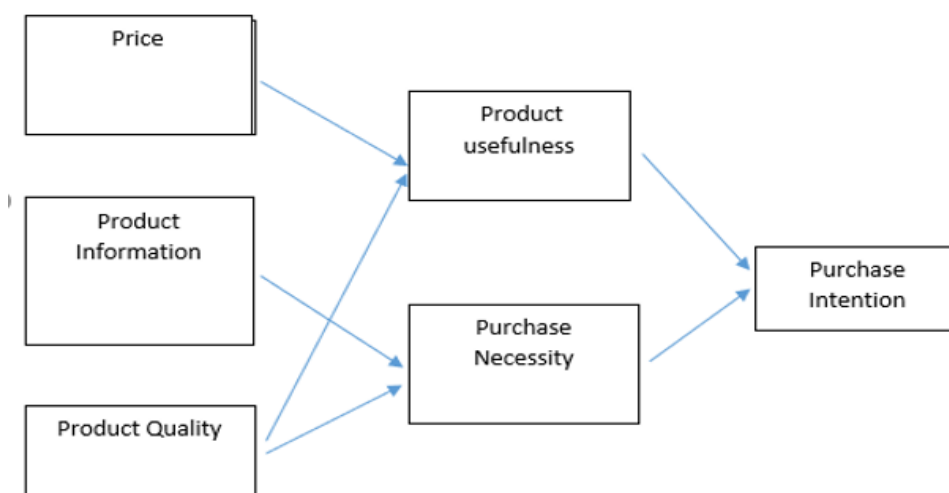 Price
Product
usefulness
Product
Information
Purchase
Intention
Purchase
Necessity
Product Quality